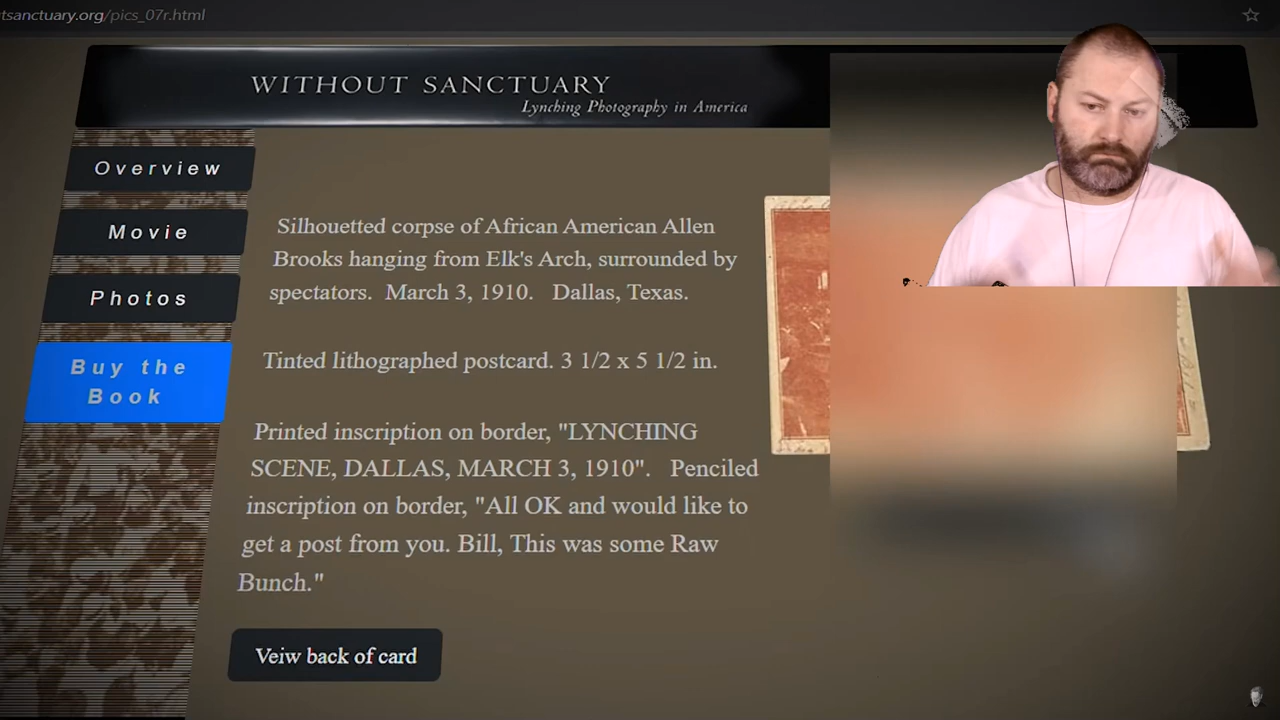 tsanctuary.org/pics_07r.html
WITHOUT SANCTUARY
Lynching Photography in America
Overview
Movie
Photos
Buy the
Book
Silhouetted corpse of African American Allen
Brooks hanging from Elk's Arch, surrounded by
spectators. March 3, 1910. Dallas, Texas.
Tinted lithographed postcard. 3 1/2 x 5 1/2 in.
Printed inscription on border, "LYNCHING
SCENE, DALLAS, MARCH 3, 1910". Penciled
inscription on border, "All OK and would like to
get a post from you. Bill, This was some Raw
Bunch."
Veiw back of card